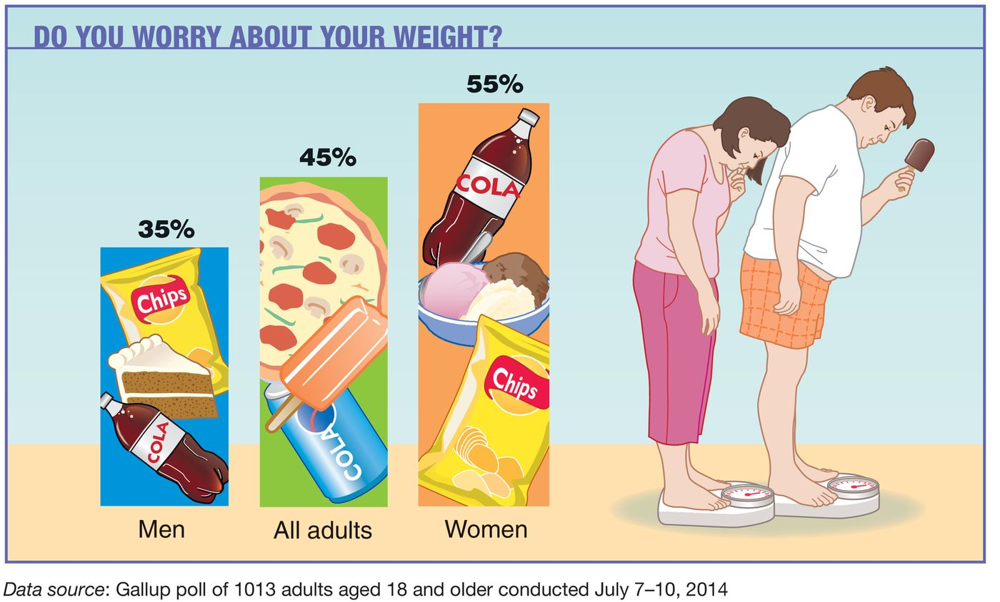 DO YOU WORRY ABOUT YOUR WEIGHT?
55%
45%
35%
COLA
Chips
Chips
COLA
COLA
Men
All adults
Women
Data source: Gallup poll of 1013 adults aged 18 and older conducted July 7–10, 2014